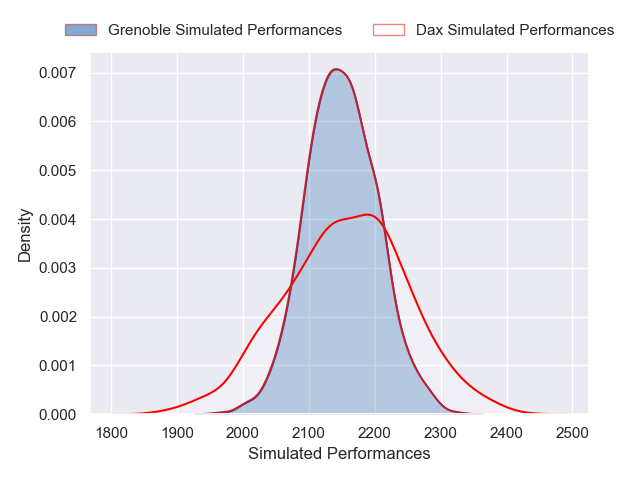 Grenoble Simulated Performances
Dax Simulated Performances
0.007
0.006
0.005
0.004
0.003
0.002
0.001
0.000
Density
1800 1900 2000 2100 2200 2300 2400 2500
Simulated Performances